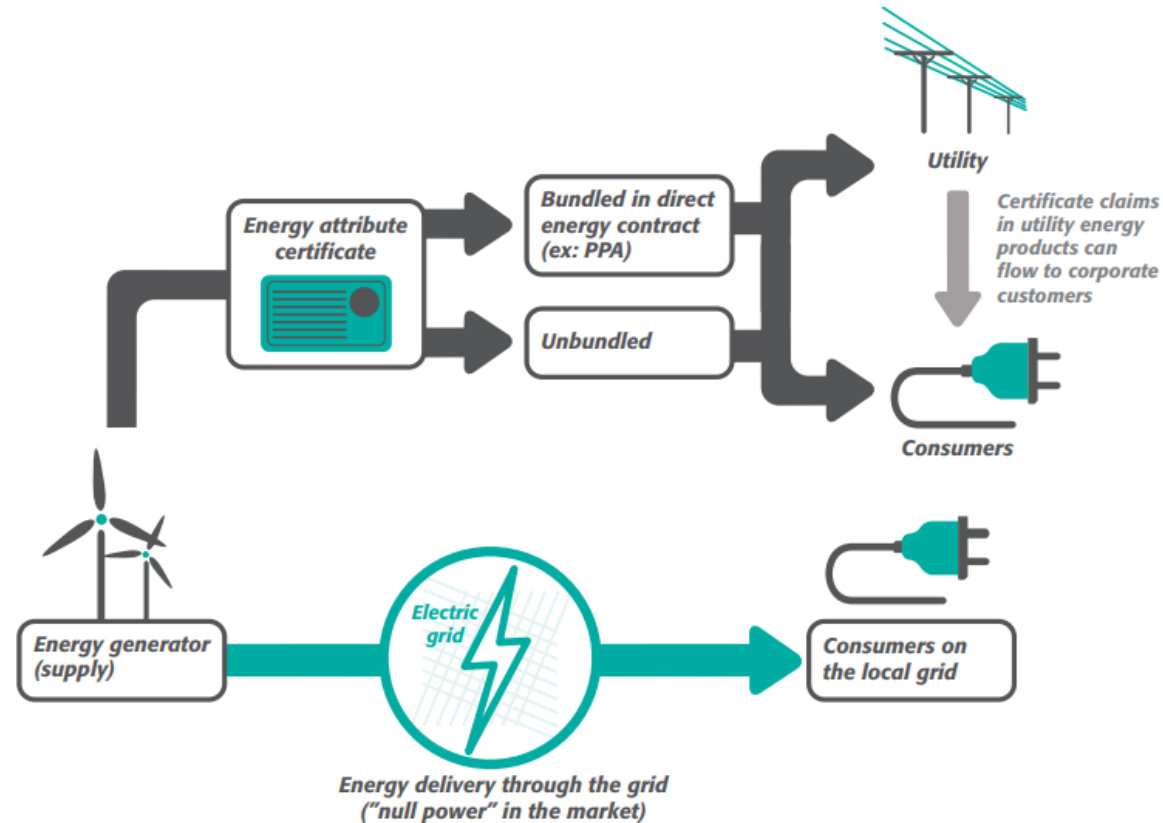 Utility
Energy attribute
certificate
Bundled in direct
energy contract
(ex: PPA)
Certificate claims
in utility energy
products can
flow to corporate
customers
Unbundled
Consumers
Energy generator
(supply)
Electric
grid
Consumers on
the local grid
Energy delivery through the grid
("null power" in the market)